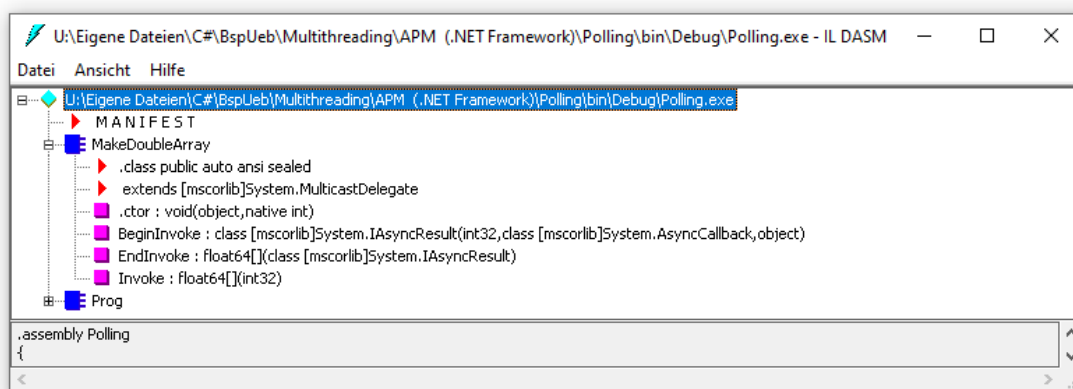 U:\Eigene Dateien\C#\BspUeb\Multithreading\APM (.NET Framework)\Polling\bin\Debug\Polling.exe - IL DASM
Datei Ansicht Hilfe
U:\Eigene Dateien\C#\BspUeb\Multithreading\APM (.NET Framework)\Polling\bin\Debug\Polling.exe
M A N I F E S T
MakeDoubleArray
.class public auto ansi sealed
extends [mscorlib]System.MulticastDelegate
.ctor : void(object,native int)
BeginInvoke : class [mscorlib]System.IAsyncResult(int32,class [mscorlib]System.AsyncCallback,object)
EndInvoke : float64[](class [mscorlib]System.IAsyncResult)
Invoke : float64[](int32)
Prog
.assembly Polling
{